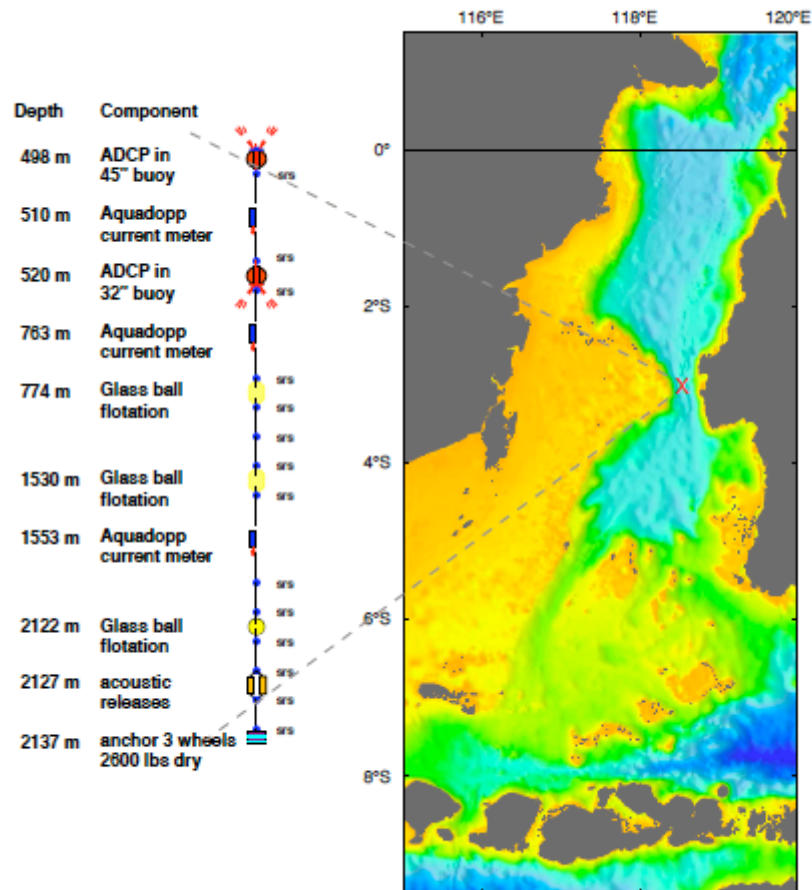 116°E 118°E 120°E
Depth Component
498 m ADCP in
45" buoy
srs
510 m Aquadopp
current meter
srs
520 m ADCP in
32" buoy
srs
763 m Aquadopp
current meter
srs
774 m Glass ball
flotation
srs
srs
srs
1530 m Glass ball
flotation
srs
1553 m Aquadopp
current meter
srs
srs
2122 m Glass ball
flotation
srs
srs
2127 m acoustic
releases
srs
srs
2137 m anchor 3 wheels
2600 lbs dry
0°
2°S
X
4°S
6°S
8°S